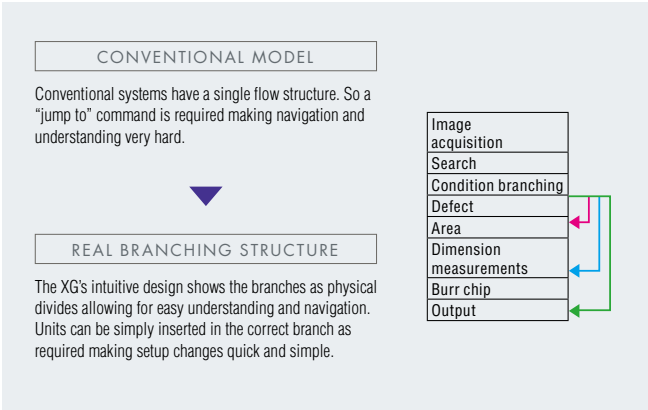 CONVENTIONAL MODEL
Conventional systems have a single flow structure. So a
“jump to” command is required making navigation and
understanding very hard.
REAL BRANCHING STRUCTURE
The XG’s intuitive design shows the branches as physical
divides allowing for easy understanding and navigation.
Units can be simply inserted in the correct branch as
required making setup changes quick and simple.
Image
acquisition
Search
Condition branching
Defect
Area
Dimension
measurements
Burr chip
Output